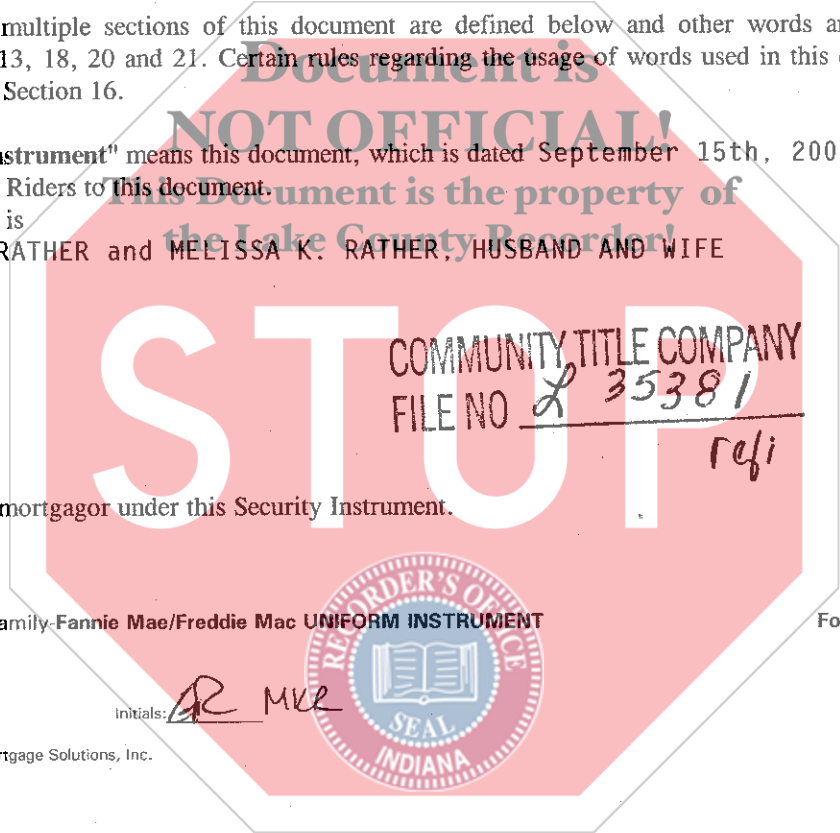 multiple sections of this document are defined below and other words a
13, 18, 20 and 21. Certain rules regarding the usage of words used in this
Section 16.
Document is
NOT OFFICIAL!
This Document is the property of
the Lake County Recorder!
strument" means this document, which is dated September 15th, 200
Riders to this document.
is
RATHER and MELISSA K. RATHER, HUSBAND AND WIFE
STOP
COMMUNITY TITLE COMPANY
FILE NO L 35381
refi
mortgagor under this Security Instrument.
amily-Fannie Mae/Freddie Mac UNIFORM INSTRUMENT Fo
RECORDER'S OFFICE
SEAL
INDIANA
Initials: MKR
rtgage Solutions, Inc.